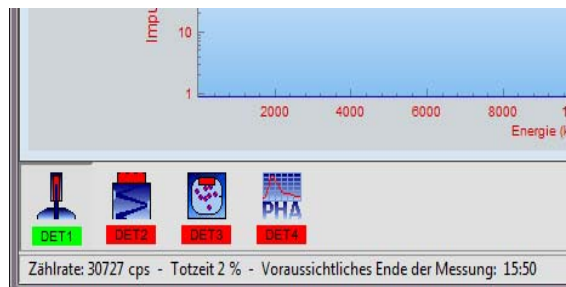 Impu
10
1
2000 4000 6000 8000 1
Energie (k
PHA
DET1 DET2 DET3 DET4
Zählrate: 30727 cps - Totzeit 2 % - Voraussichtliches Ende der Messung: 15:50